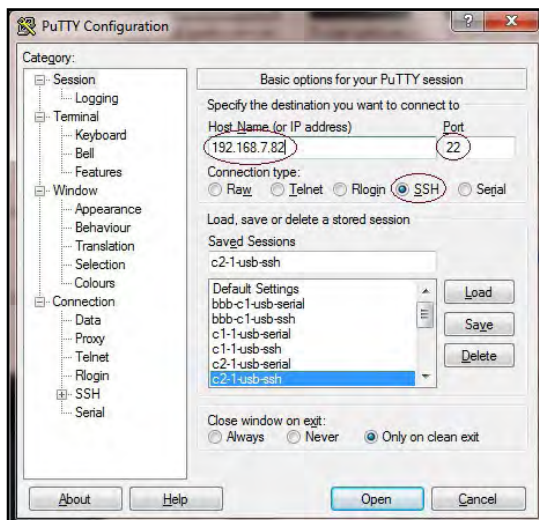 PuTTY Configuration
Category:
Session
Logging
Terminal
Keyboard
Bell
Features
Window
Appearance
Behaviour
Translation
Selection
Colours
Connection
Data
Proxy
Telnet
Rlogin
SSH
Serial
Basic options for your PuTTY session
Specify the destination you want to connect to
Host Name (or IP address) Port
192.168.7.82 22
Connection type:
Raw Telnet Rlogin SSH Serial
Load, save or delete a stored session
Saved Sessions
c2-1-usb-ssh
Default Settings
bbb-c1-usb-serial
bbb-c1-usb-ssh
c1-1-usb-serial
c1-1-usb-ssh
c2-1-usb-serial
c2-1-usb-ssh
Load
Save
Delete
Close window on exit:
Always Never Only on clean exit
About Help Open Cancel